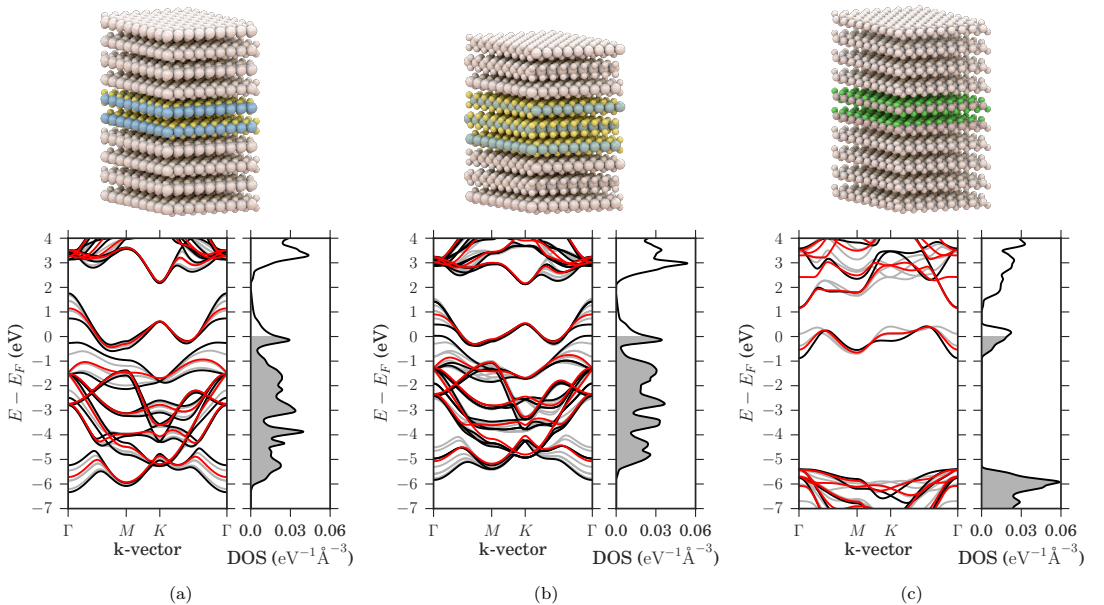 4
3
2
1
0
−1
−2
−3
−4
−5
−6
−7
E − E_F (eV)
Γ M K Γ
k-vector
0.0 0.03 0.06
DOS (eV⁻¹Å⁻³)
(a)
4
3
2
1
0
−1
−2
−3
−4
−5
−6
−7
E − E_F (eV)
Γ M K Γ
k-vector
0.0 0.03 0.06
DOS (eV⁻¹Å⁻³)
(b)
4
3
2
1
0
−1
−2
−3
−4
−5
−6
−7
E − E_F (eV)
Γ M K Γ
k-vector
0.0 0.03 0.06
DOS (eV⁻¹Å⁻³)
(c)